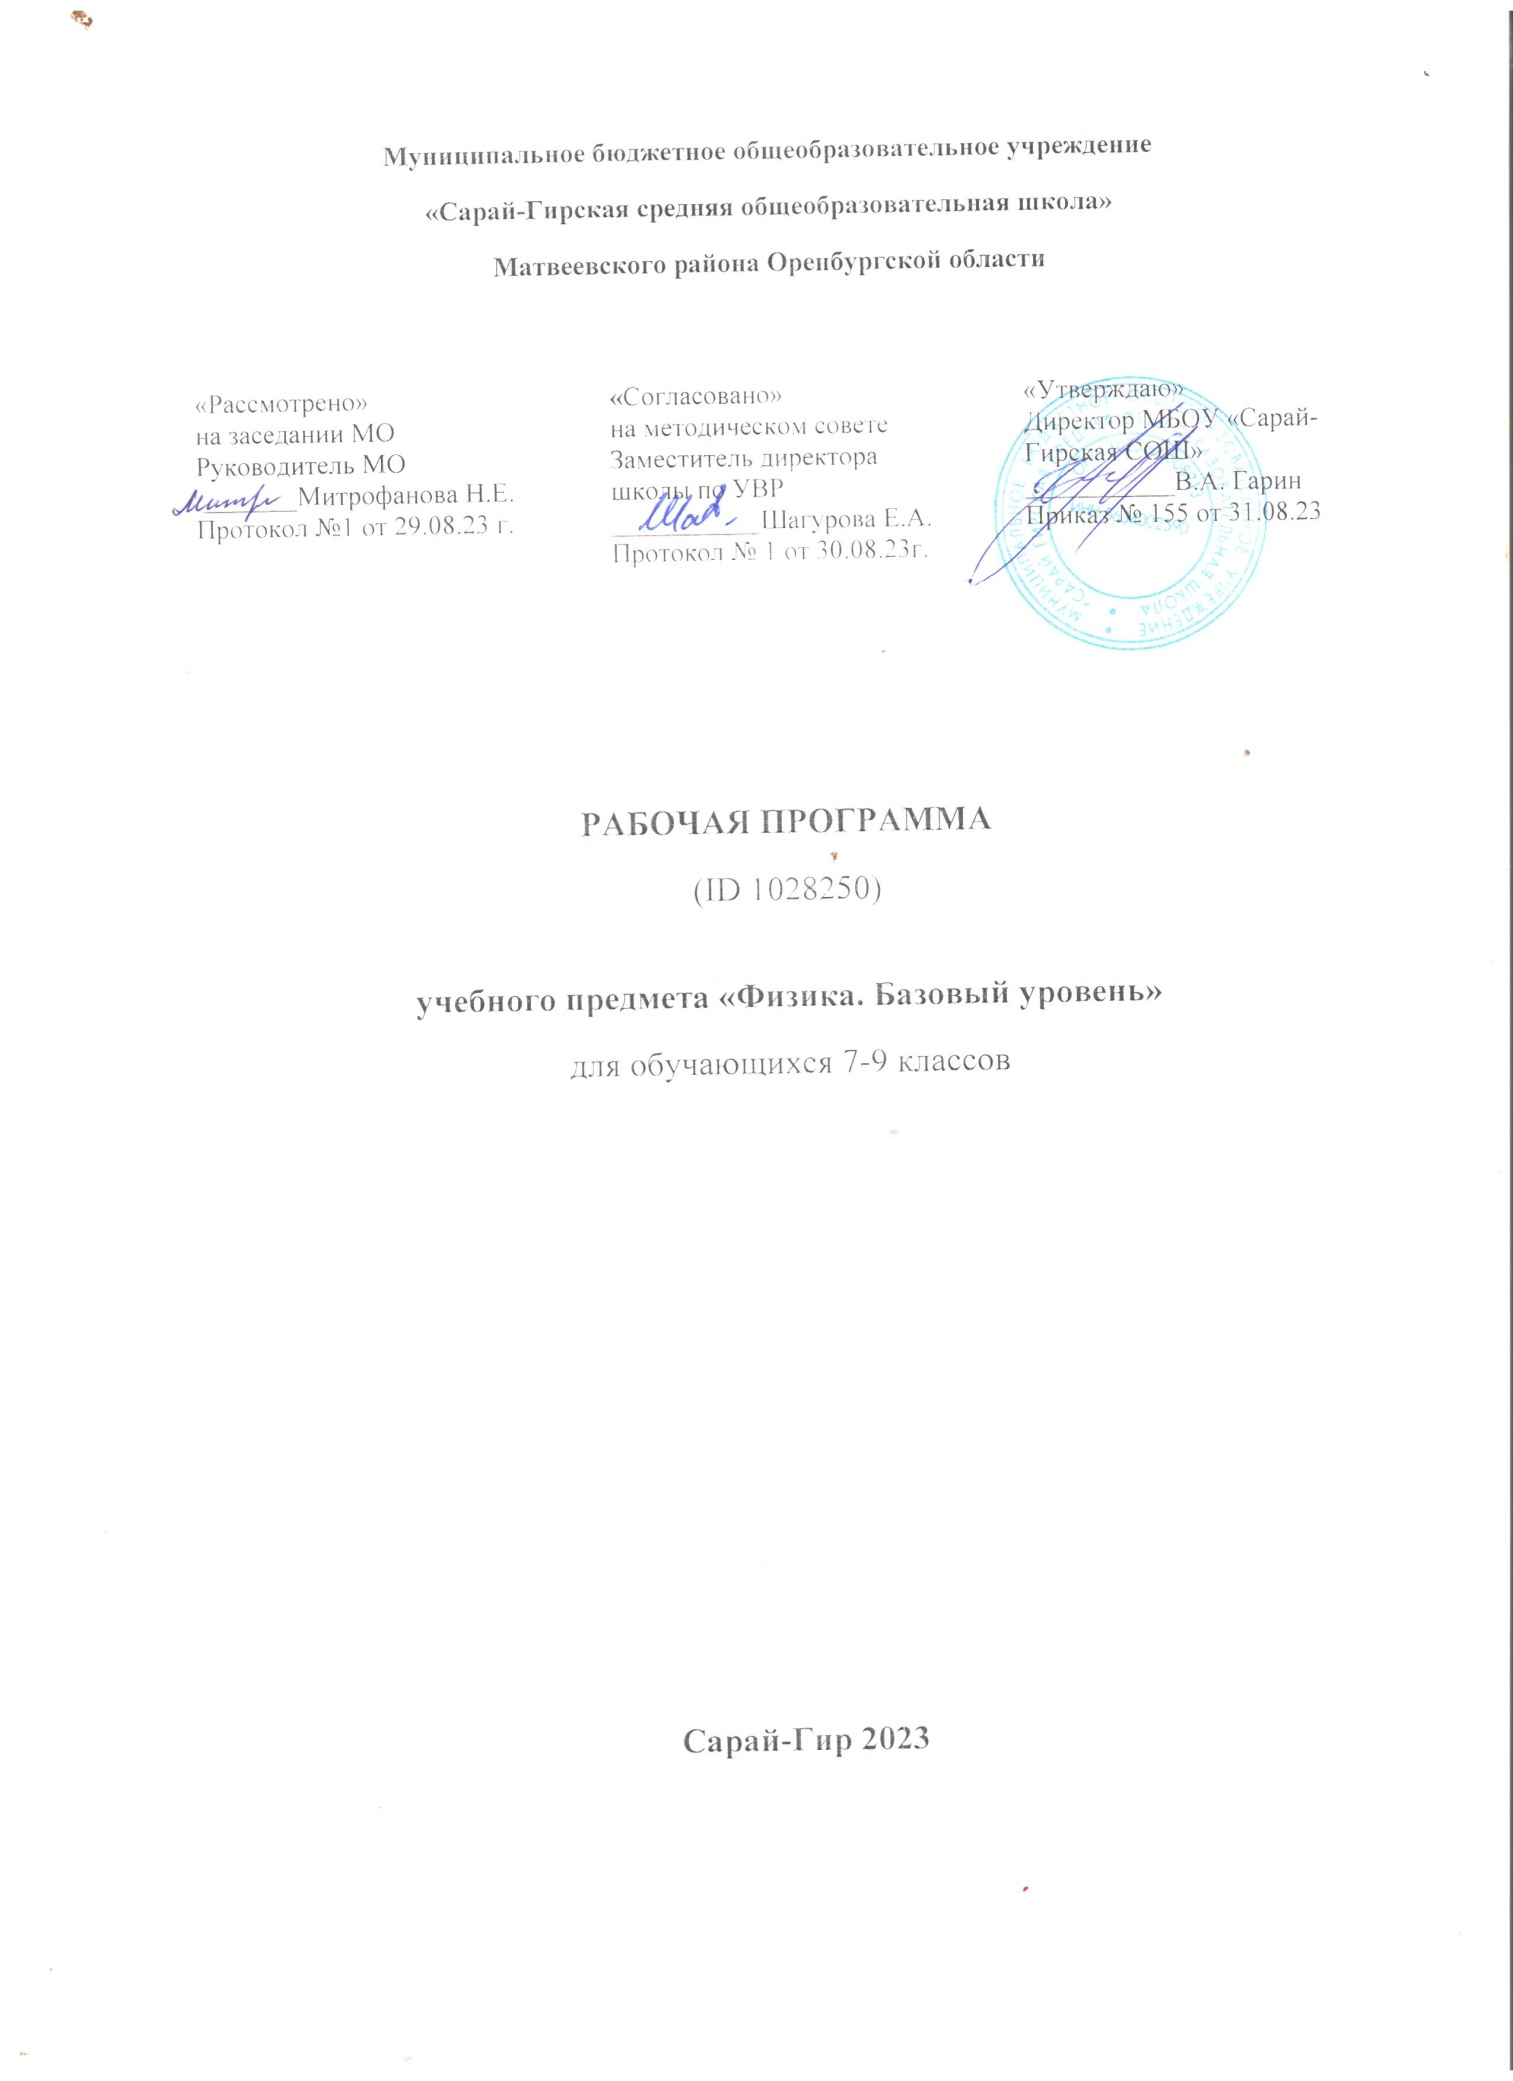 Муниципальное бюджетное общеобразовательное учреждение
«Сарай-Гирская средняя общеобразовательная школа»
Матвеевского района Оренбургской области
«Рассмотрено»
на заседании МО
Руководитель МО
_______Митрофанова Н.Е.
Протокол №1 от 29.08.23 г.
«Согласовано»
на методическом совете
Заместитель директора
школы по УВР
___________Шагурова Е.А.
Протокол № 1 от 30.08.23г.
«Утверждаю»
Директор МБОУ «Сарай-
Гирская СОШ»
___________В.А. Гарин
Приказ № 155 от 31.08.23
РАБОЧАЯ ПРОГРАММА
(ID 1028250)
учебного предмета «Физика. Базовый уровень»
для обучающихся 7-9 классов
Сарай-Гир 2023